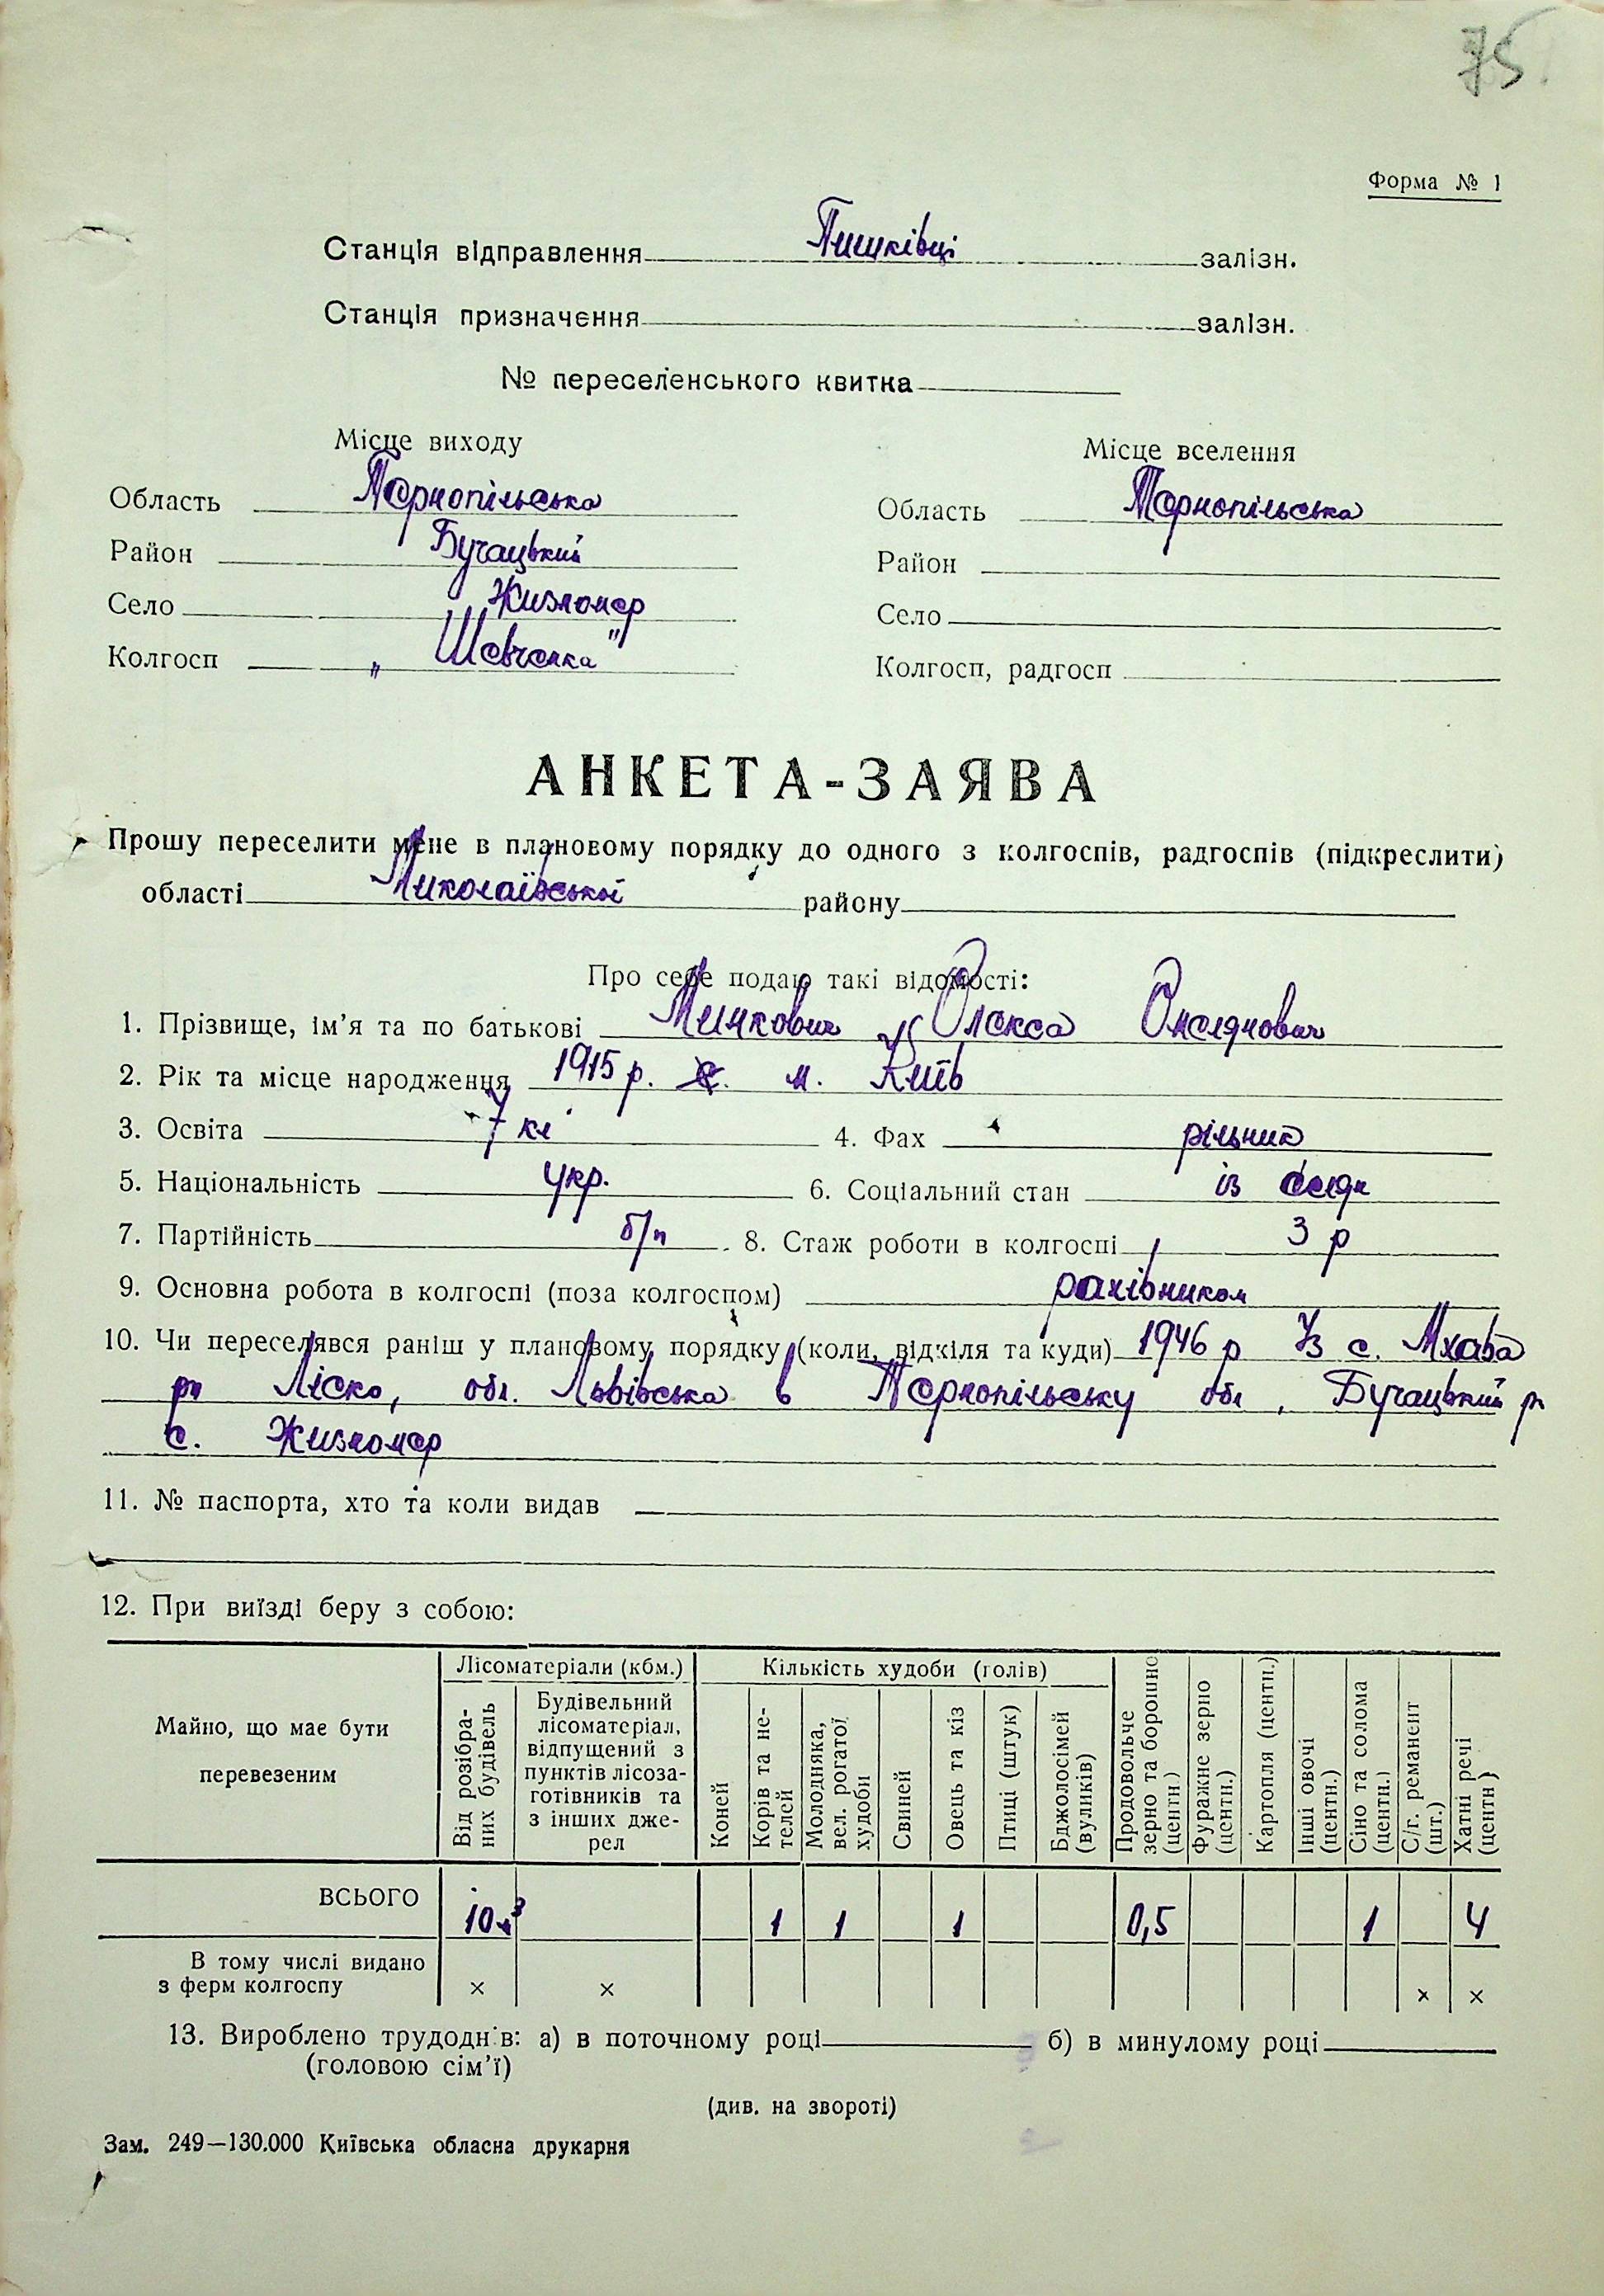 75
Форма № 1
Станція відправлення Пишківці залізн.
Станція призначення залізн.
№ переселенського квитка
Місце виходу
Місце вселення
Область Тернопільська
Область Тернопільська
Район Бучацький
Район
Село Жизномер
Село
Колгосп „Шевченка"
Колгосп, радгосп
АНКЕТА-ЗАЯВА
Прошу переселити мене в плановому порядку до одного з колгоспів, радгоспів (підкреслити)
області Миколаївської району
Про себе подаю такі відомості:
1. Прізвище, ім’я та по батькові Минкович Олекса Омелянович
2. Рік та місце народження 1915 р. м. Київ
3. Освіта 7 кл 4. Фах рільник
5. Національність укр. 6. Соціальний стан із селян
7. Партійність б/п 8. Стаж роботи в колгоспі 3 р
9. Основна робота в колгоспі (поза колгоспом) рахівником
10. Чи переселявся раніш у плановому порядку (коли, відкіля та куди) 1946 р Із с. Мхава
рн Ліско, обл. Львівська в Тернопільську обл, Бучацький рн
с. Жизномер
11. № паспорта, хто та коли видав
12. При виїзді беру з собою:
Майно, що має бути перевезеним
Лісоматеріали (кбм.)
Кількість худоби (голів)
Від розібраних будівель
Будівельний лісоматеріал, відпущений з пунктів лісозаготівників та з інших джерел
Коней
Корів та нетелей
Молодняка, вел. рогатої худоби
Свиней
Овець та кіз
Птиці (штук)
Бджолосімей (вуликів)
Продовольче зерно та борошно (центн)
Фуражне зерно (центн.)
Картопля (центн.)
Інші овочі (центн.)
Сіно та солома (центн.)
С/г. реманент (шт.)
Хатні речі (центн)
ВСЬОГО 10 м³ 1 1 1 0,5 1 4
В тому числі видано з ферм колгоспу × × × ×
13. Вироблено трудоднів: а) в поточному році б) в минулому році
(головою сім’ї)
(див. на звороті)
Зам. 249—130.000 Київська обласна друкарня